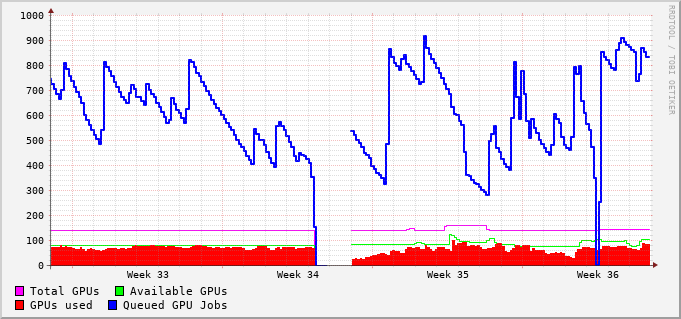 1000
900
800
700
600
500
400
300
200
100
0
Week 33 Week 34 Week 35 Week 36
Total GPUs Available GPUs
GPUs used Queued GPU Jobs
RRDTOOL / TOBI OETIKER